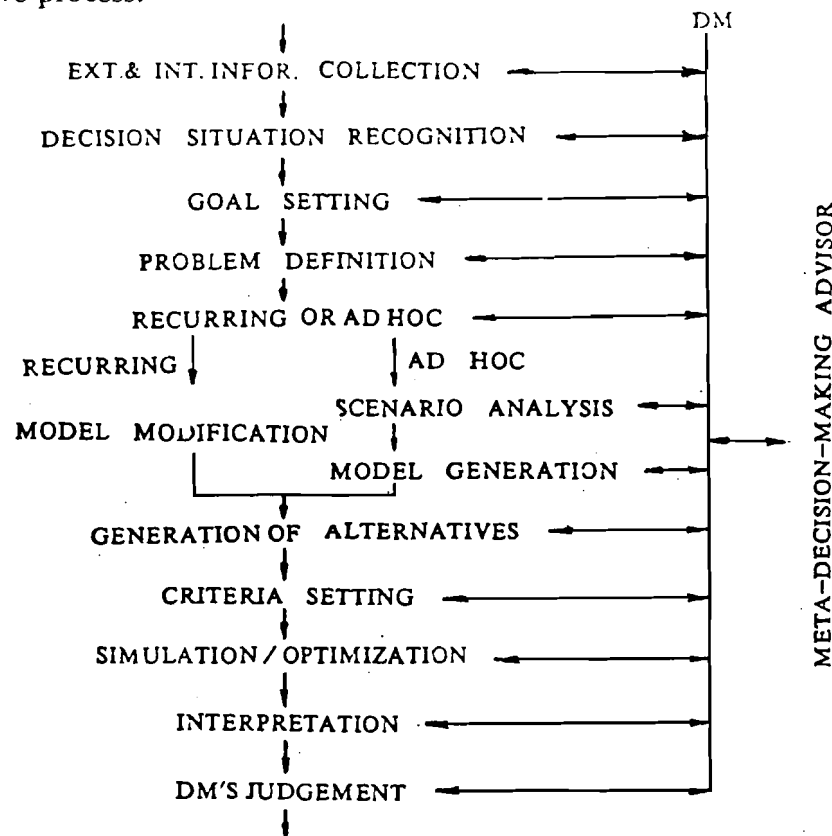 ve process.
DM
EXT.& INT. INFOR. COLLECTION
DECISION SITUATION RECOGNITION
GOAL SETTING
PROBLEM DEFINITION
RECURRING OR AD HOC
RECURRING
AD HOC
SCENARIO ANALYSIS
MODEL MODIFICATION
MODEL GENERATION
GENERATION OF ALTERNATIVES
CRITERIA SETTING
SIMULATION / OPTIMIZATION
INTERPRETATION
DM'S JUDGEMENT
META-DECISION-MAKING ADVISOR